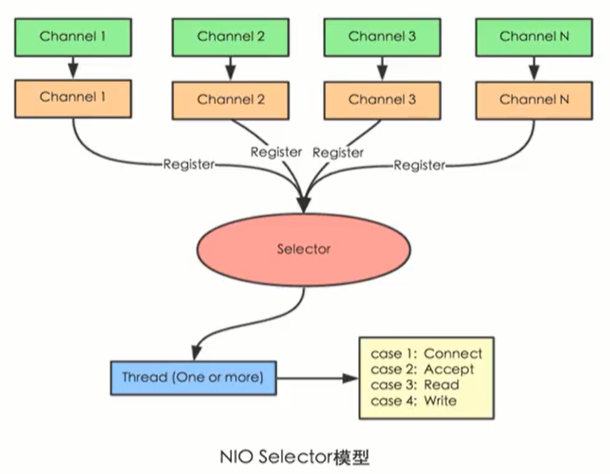 Channel 1
Channel 2
Channel 3
Channel N
Channel 1
Channel 2
Channel 3
Channel N
Register
Register
Register
Register
Selector
Thread (One or more)
case 1: Connect
case 2: Accept
case 3: Read
case 4: Write
NIO Selector模型